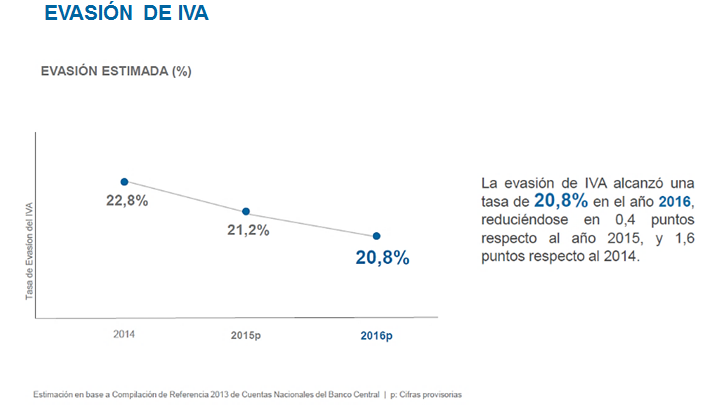 EVASIÓN DE IVA
EVASIÓN ESTIMADA (%)
Tasa de Evasion del IVA
22,8%
21,2%
20,8%
2014
2015p
2016p
La evasión de IVA alcanzó una
tasa de 20,8% en el año 2016,
reduciéndose en 0,4 puntos
respecto al año 2015, y 1,6
puntos respecto al 2014.
Estimación en base a Compilación de Referencia 2013 de Cuentas Nacionales del Banco Central | p: Cifras provisorias